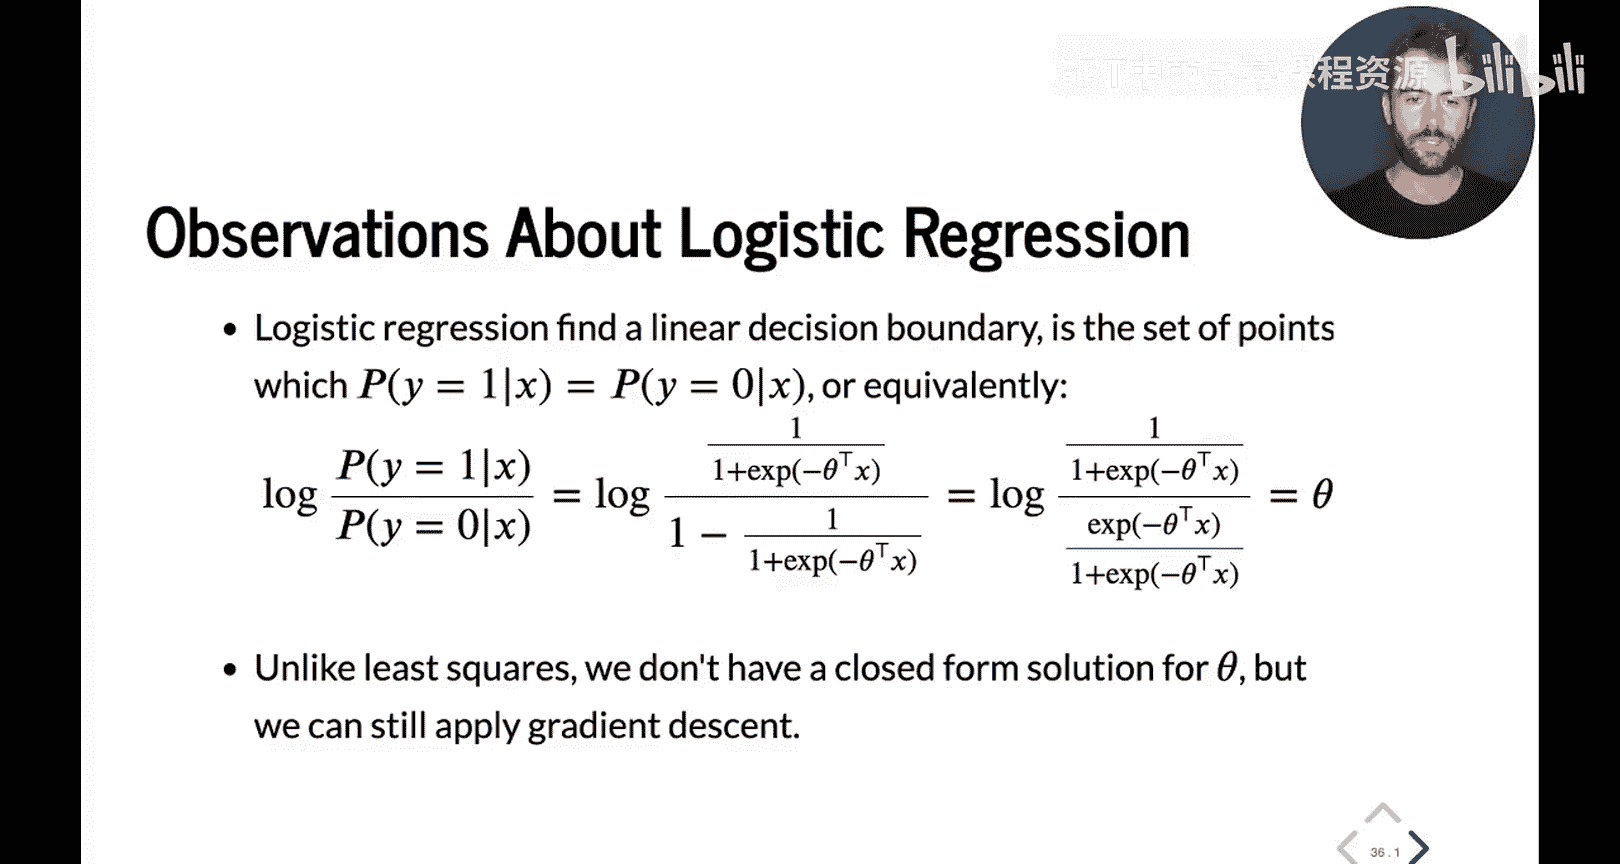 课程资源 bilibili
Observations About Logistic Regression
• Logistic regression find a linear decision boundary, is the set of points
which P(y = 1|x) = P(y = 0|x), or equivalently:
log P(y = 1|x) / P(y = 0|x) = log (1 / (1+exp(−θ⊤x))) / (1 − 1 / (1+exp(−θ⊤x))) = log (1 / (1+exp(−θ⊤x))) / (exp(−θ⊤x) / (1+exp(−θ⊤x))) = θ
• Unlike least squares, we don't have a closed form solution for θ, but
we can still apply gradient descent.
36.1